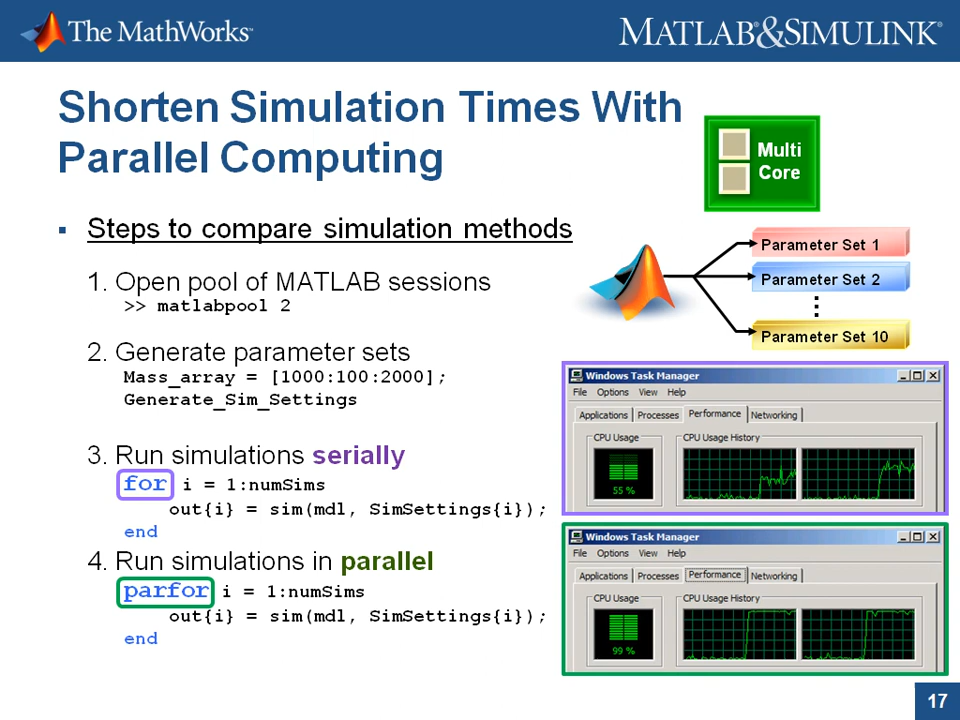 The MathWorks™
MATLAB®&SIMULINK®
Shorten Simulation Times With
Parallel Computing
Multi
Core
▪ Steps to compare simulation methods
1. Open pool of MATLAB sessions
>> matlabpool 2
2. Generate parameter sets
Mass_array = [1000:100:2000];
Generate_Sim_Settings
3. Run simulations serially
for i = 1:numSims
out{i} = sim(mdl, SimSettings{i});
end
4. Run simulations in parallel
parfor i = 1:numSims
out{i} = sim(mdl, SimSettings{i});
end
Parameter Set 1
Parameter Set 2
⋮
Parameter Set 10
Windows Task Manager
File Options View Help
Applications Processes Performance Networking
CPU Usage CPU Usage History
55 %
Windows Task Manager
File Options View Help
Applications Processes Performance Networking
CPU Usage CPU Usage History
99 %
17